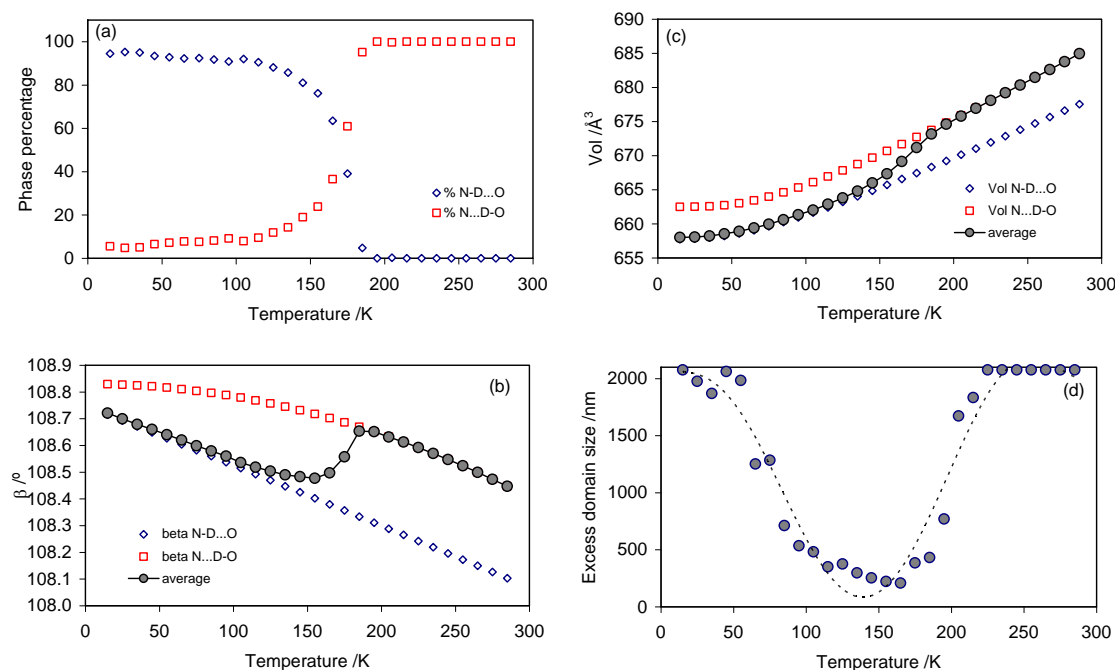 (a)
Phase percentage
100
80
60
40
20
0
% N-D...O
% N...D-O
0 50 100 150 200 250 300
Temperature /K
(c)
Vol /Å³
690
685
680
675
670
665
660
655
Vol N-D...O
Vol N...D-O
average
0 50 100 150 200 250 300
Temperature /K
(b)
β /º
108.9
108.8
108.7
108.6
108.5
108.4
108.3
108.2
108.1
108.0
beta N-D...O
beta N...D-O
average
0 50 100 150 200 250 300
Temperature /K
(d)
Excess domain size /nm
2000
1500
1000
500
0
0 50 100 150 200 250 300
Temperature /K